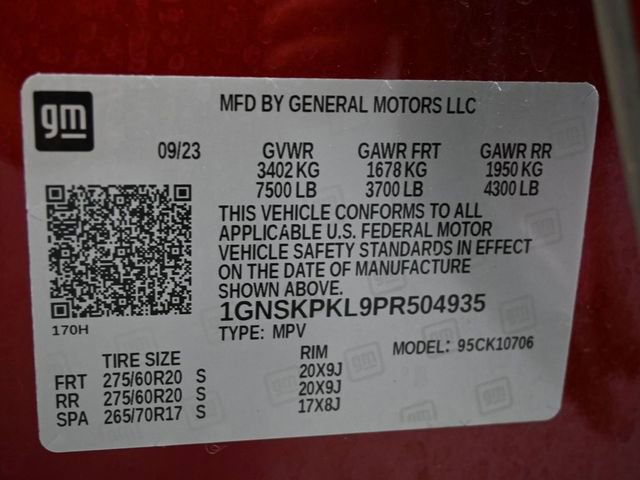 gm
MFD BY GENERAL MOTORS LLC
09/23 GVWR GAWR FRT GAWR RR
3402 KG 1678 KG 1950 KG
7500 LB 3700 LB 4300 LB
THIS VEHICLE CONFORMS TO ALL
APPLICABLE U.S. FEDERAL MOTOR
VEHICLE SAFETY STANDARDS IN EFFECT
ON THE DATE OF MANUFACTURE
SHOWN ABOVE.
1GNSKPKL9PR504935
170H
TYPE: MPV
MODEL: 95CK10706
TIRE SIZE RIM
FRT 275/60R20 S 20X9J
RR 275/60R20 S 20X9J
SPA 265/70R17 S 17X8J